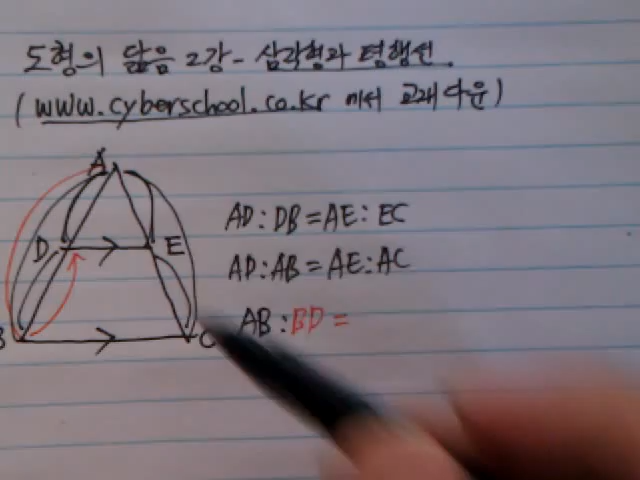 도형의 닮음 2강 - 삼각형과 평행선.
(www.cyberschool.co.kr 에서 교재다운)
A
D E
B C
AD:DB=AE:EC
AD:AB=AE:AC
AB:BD=